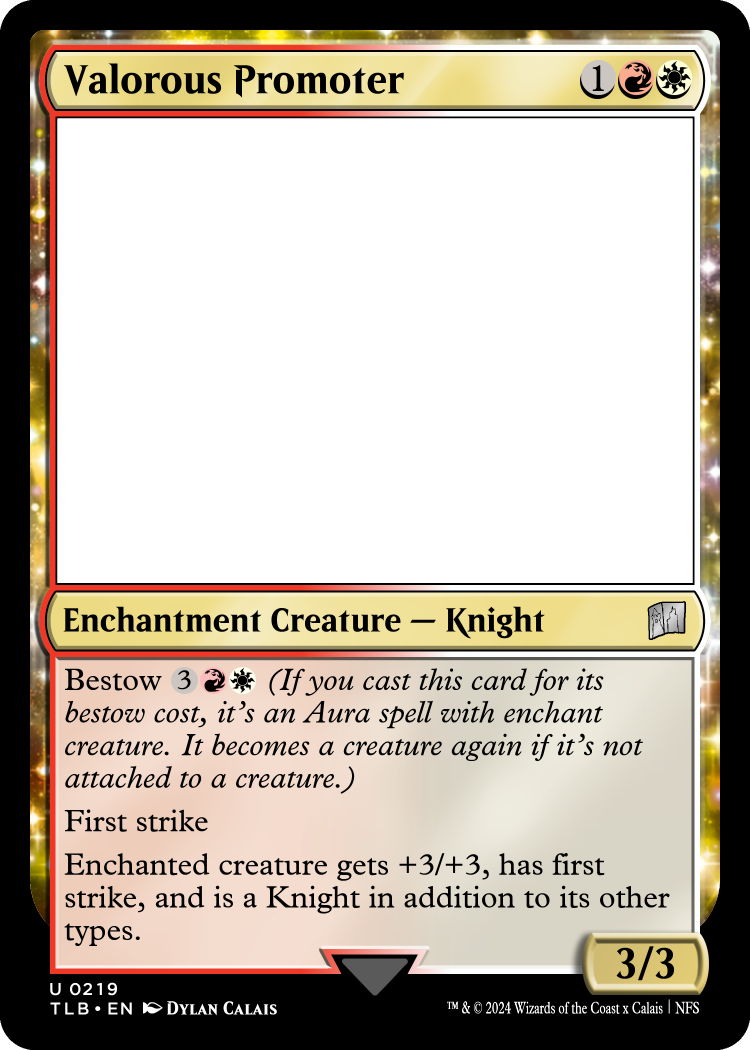 Valorous Promoter 1
Enchantment Creature — Knight
Bestow 3 (If you cast this card for its
bestow cost, it's an Aura spell with enchant
creature. It becomes a creature again if it's not
attached to a creature.)
First strike
Enchanted creature gets +3/+3, has first
strike, and is a Knight in addition to its other
types.
3/3
U 0219
TLB • EN DYLAN CALAIS
™ & © 2024 Wizards of the Coast x Calais | NFS